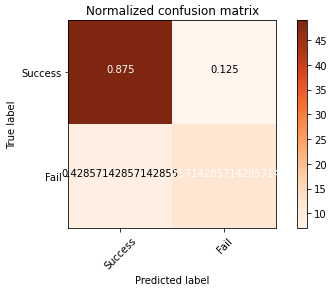 Normalized confusion matrix
True label
Success
0.875
0.125
Fail
0.428571428571428
Success
Fail
Predicted label
45
40
35
30
25
20
15
10